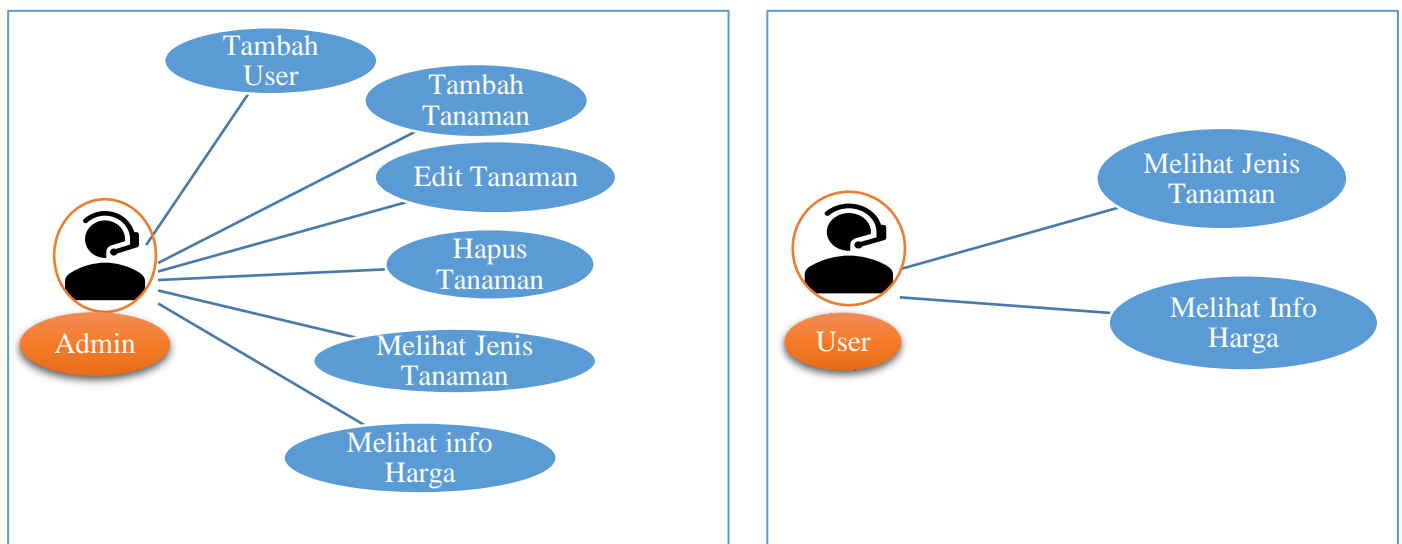 Tambah
User
Tambah
Tanaman
Edit Tanaman
Hapus
Tanaman
Melihat Jenis
Tanaman
Melihat info
Harga
Admin
Melihat Jenis
Tanaman
Melihat Info
Harga
User